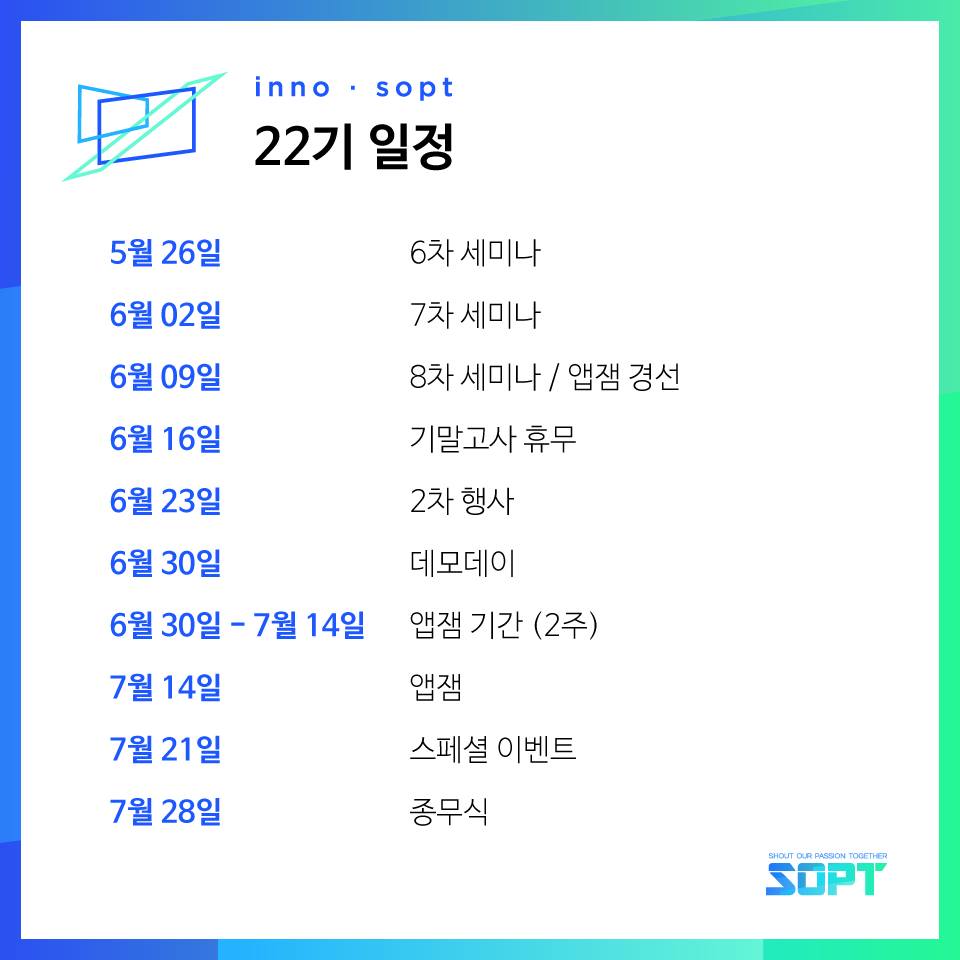 inno · sopt
22기 일정
5월 26일 6차 세미나
6월 02일 7차 세미나
6월 09일 8차 세미나 / 앱잼 경선
6월 16일 기말고사 휴무
6월 23일 2차 행사
6월 30일 데모데이
6월 30일 - 7월 14일 앱잼 기간 (2주)
7월 14일 앱잼
7월 21일 스페셜 이벤트
7월 28일 종무식
SHOUT OUR PASSION TOGETHER
SOPT